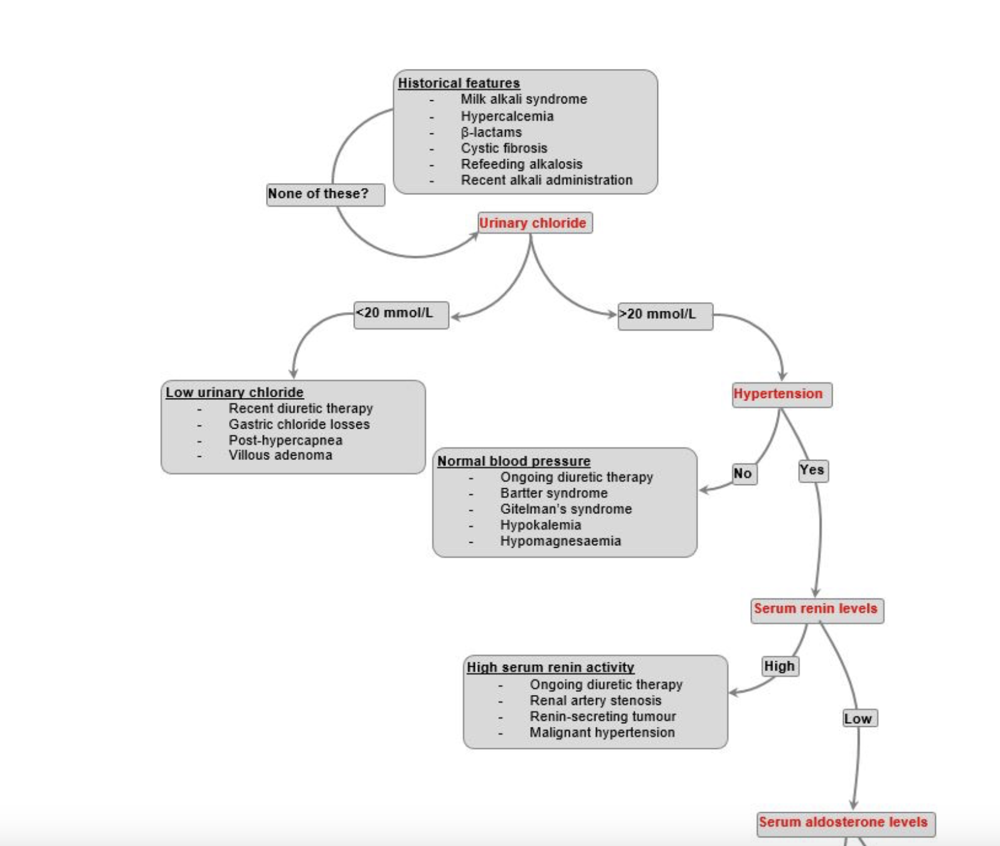 Historical features
- Milk alkali syndrome
- Hypercalcemia
- β-lactams
- Cystic fibrosis
- Refeeding alkalosis
- Recent alkali administration
None of these?
Urinary chloride
<20 mmol/L
>20 mmol/L
Low urinary chloride
- Recent diuretic therapy
- Gastric chloride losses
- Post-hypercapnea
- Villous adenoma
Hypertension
No
Yes
Normal blood pressure
- Ongoing diuretic therapy
- Bartter syndrome
- Gitelman's syndrome
- Hypokalemia
- Hypomagnesaemia
Serum renin levels
High
Low
High serum renin activity
- Ongoing diuretic therapy
- Renal artery stenosis
- Renin-secreting tumour
- Malignant hypertension
Serum aldosterone levels